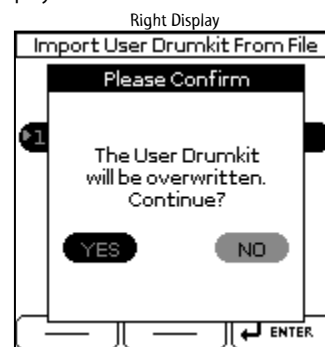 Right Display
Import User Drumkit From File
Please Confirm
1
The User Drumkit
will be overwritten.
Continue?
YES
NO
ENTER